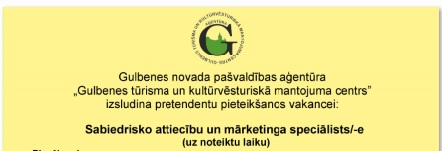 Gulbenes novada pašvaldības aģentūra
„Gulbenes tūrisma un kultūrvēsturiskā mantojuma centrs”
izsludina pretendentu pieteikšancs vakancei:
Sabiedrisko attiecību un mārketinga speciālists/-e
(uz noteiktu laiku)